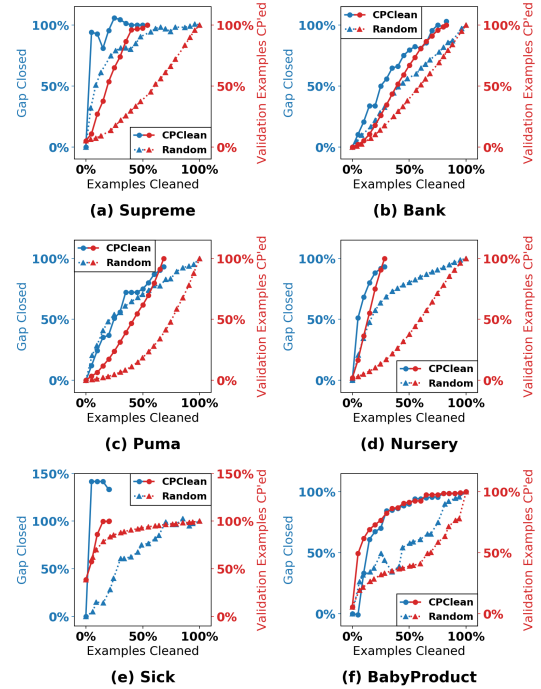 100%
50%
0%
Gap Closed
100%
50%
0%
Validation Examples CP'ed
CPClean
Random
0%
50%
100%
Examples Cleaned
(a) Supreme
100%
50%
0%
Gap Closed
100%
50%
0%
Validation Examples CP'ed
CPClean
Random
0%
50%
100%
Examples Cleaned
(b) Bank
100%
50%
0%
Gap Closed
100%
50%
0%
Validation Examples CP'ed
CPClean
Random
0%
50%
100%
Examples Cleaned
(c) Puma
100%
50%
0%
Gap Closed
100%
50%
0%
Validation Examples CP'ed
CPClean
Random
0%
50%
100%
Examples Cleaned
(d) Nursery
150%
100%
50%
0%
Gap Closed
150%
100%
50%
0%
Validation Examples CP'ed
CPClean
Random
0%
50%
100%
Examples Cleaned
(e) Sick
100%
50%
0%
Gap Closed
100%
50%
0%
Validation Examples CP'ed
CPClean
Random
0%
50%
100%
Examples Cleaned
(f) BabyProduct